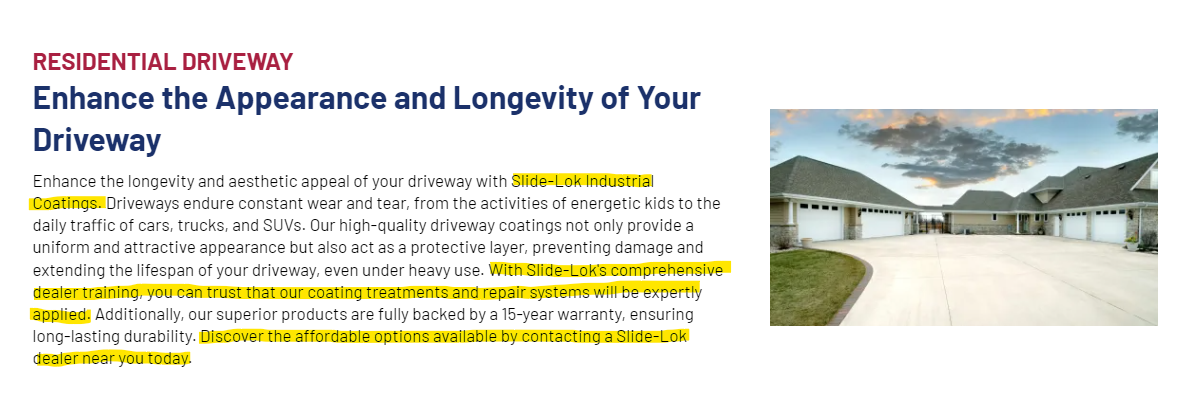 RESIDENTIAL DRIVEWAY
Enhance the Appearance and Longevity of Your
Driveway
Enhance the longevity and aesthetic appeal of your driveway with Slide-Lok Industrial
Coatings. Driveways endure constant wear and tear, from the activities of energetic kids to the
daily traffic of cars, trucks, and SUVs. Our high-quality driveway coatings not only provide a
uniform and attractive appearance but also act as a protective layer, preventing damage and
extending the lifespan of your driveway, even under heavy use. With Slide-Lok's comprehensive
dealer training, you can trust that our coating treatments and repair systems will be expertly
applied. Additionally, our superior products are fully backed by a 15-year warranty, ensuring
long-lasting durability. Discover the affordable options available by contacting a Slide-Lok
dealer near you today.